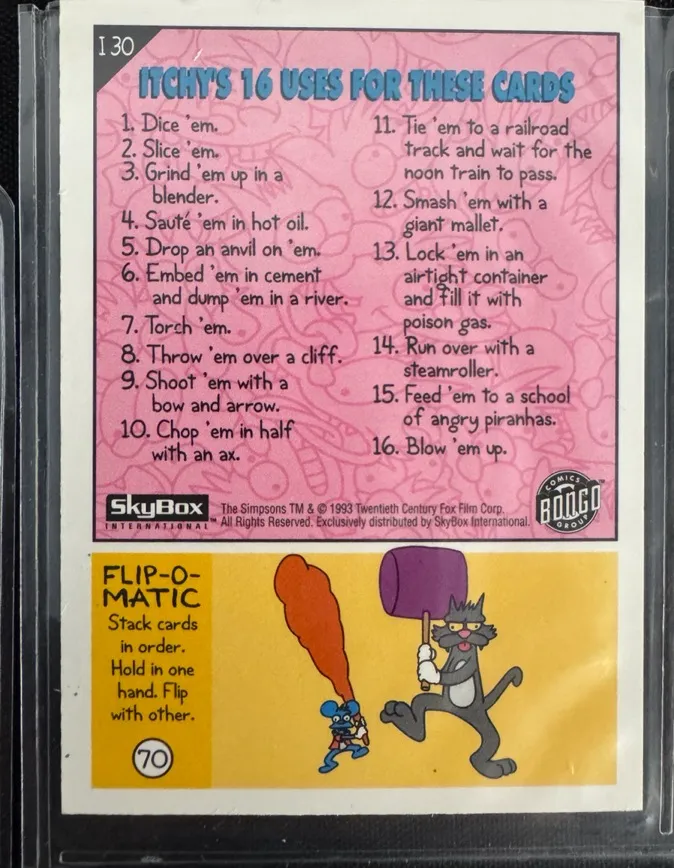 I 30
ITCHY'S 16 USES FOR THESE CARDS
1. Dice 'em.
2. Slice 'em.
3. Grind 'em up in a
blender.
4. Sauté 'em in hot oil.
5. Drop an anvil on 'em.
6. Embed 'em in cement
and dump 'em in a river.
7. Torch 'em.
8. Throw 'em over a cliff.
9. Shoot 'em with a
bow and arrow.
10. Chop 'em in half
with an ax.
11. Tie 'em to a railroad
track and wait for the
noon train to pass.
12. Smash 'em with a
giant mallet.
13. Lock 'em in an
airtight container
and fill it with
poison gas.
14. Run over with a
steamroller.
15. Feed 'em to a school
of angry piranhas.
16. Blow 'em up.
SkyBox
INTERNATIONAL™
The Simpsons TM & © 1993 Twentieth Century Fox Film Corp.
All Rights Reserved. Exclusively distributed by SkyBox International.
COMICS
BONGO™
GROUP
FLIP-O-
MATIC
Stack cards
in order.
Hold in one
hand. Flip
with other.
70